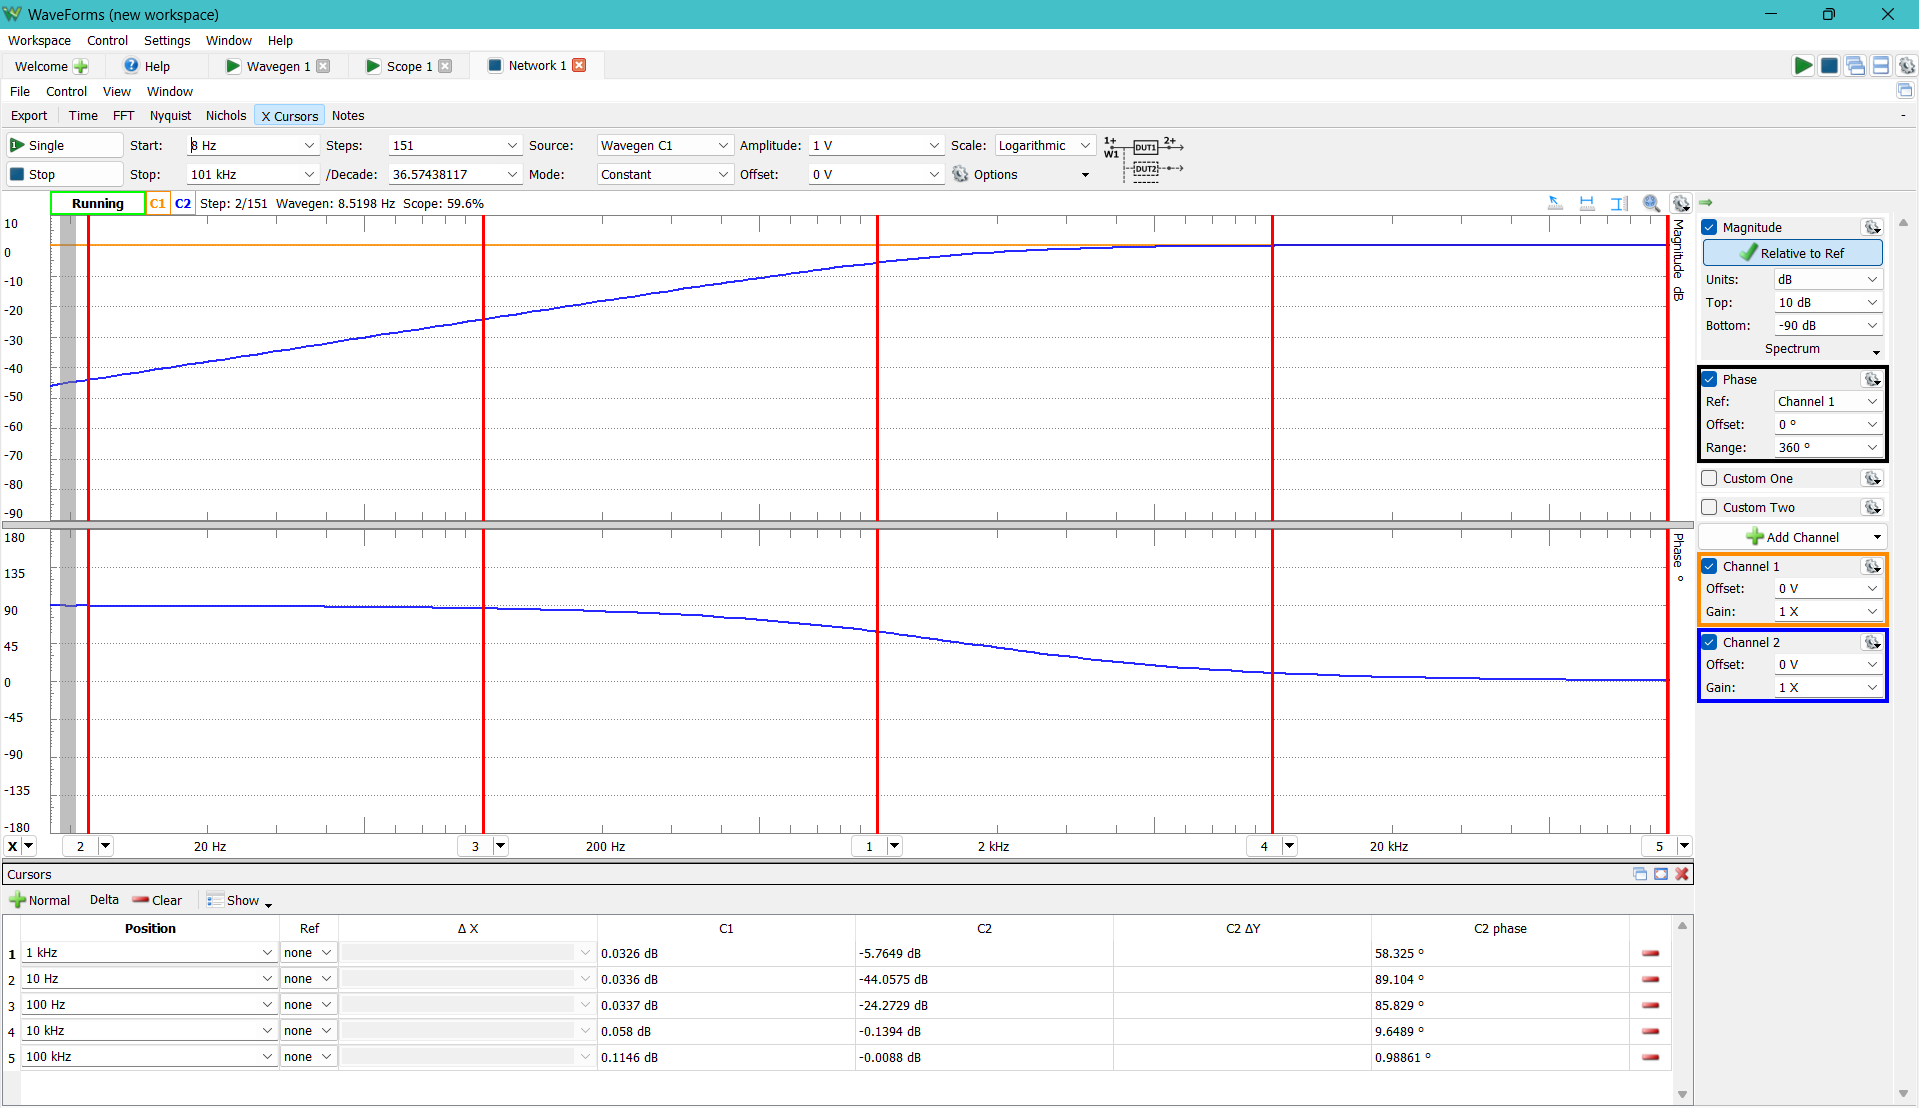 WaveForms (new workspace)
Workspace Control Settings Window Help
Welcome Help Wavegen 1 Scope 1 Network 1
File Control View Window
Export Time FFT Nyquist Nichols X Cursors Notes
Single Start: 8 Hz Steps: 151 Source: Wavegen C1 Amplitude: 1 V Scale: Logarithmic 1+ W1 DUT1 2+
Stop Stop: 101 kHz /Decade: 36.57438117 Mode: Constant Offset: 0 V Options DUT2
Running C1 C2 Step: 2/151 Wavegen: 8.5198 Hz Scope: 59.6%
10
0
-10
-20
-30
-40
-50
-60
-70
-80
-90
Magnitude dB
180
135
90
45
0
-45
-90
-135
-180
Phase °
X 2 20 Hz 3 200 Hz 1 2 kHz 4 20 kHz 5
Magnitude
Relative to Ref
Units: dB
Top: 10 dB
Bottom: -90 dB
Spectrum
Phase
Ref: Channel 1
Offset: 0 °
Range: 360 °
Custom One
Custom Two
Add Channel
Channel 1
Offset: 0 V
Gain: 1 X
Channel 2
Offset: 0 V
Gain: 1 X
Cursors
Normal Delta Clear Show
Position Ref Δ X C1 C2 C2 ΔY C2 phase
1 1 kHz none 0.0326 dB -5.7649 dB 58.325 °
2 10 Hz none 0.0336 dB -44.0575 dB 89.104 °
3 100 Hz none 0.0337 dB -24.2729 dB 85.829 °
4 10 kHz none 0.058 dB -0.1394 dB 9.6489 °
5 100 kHz none 0.1146 dB -0.0088 dB 0.98861 °